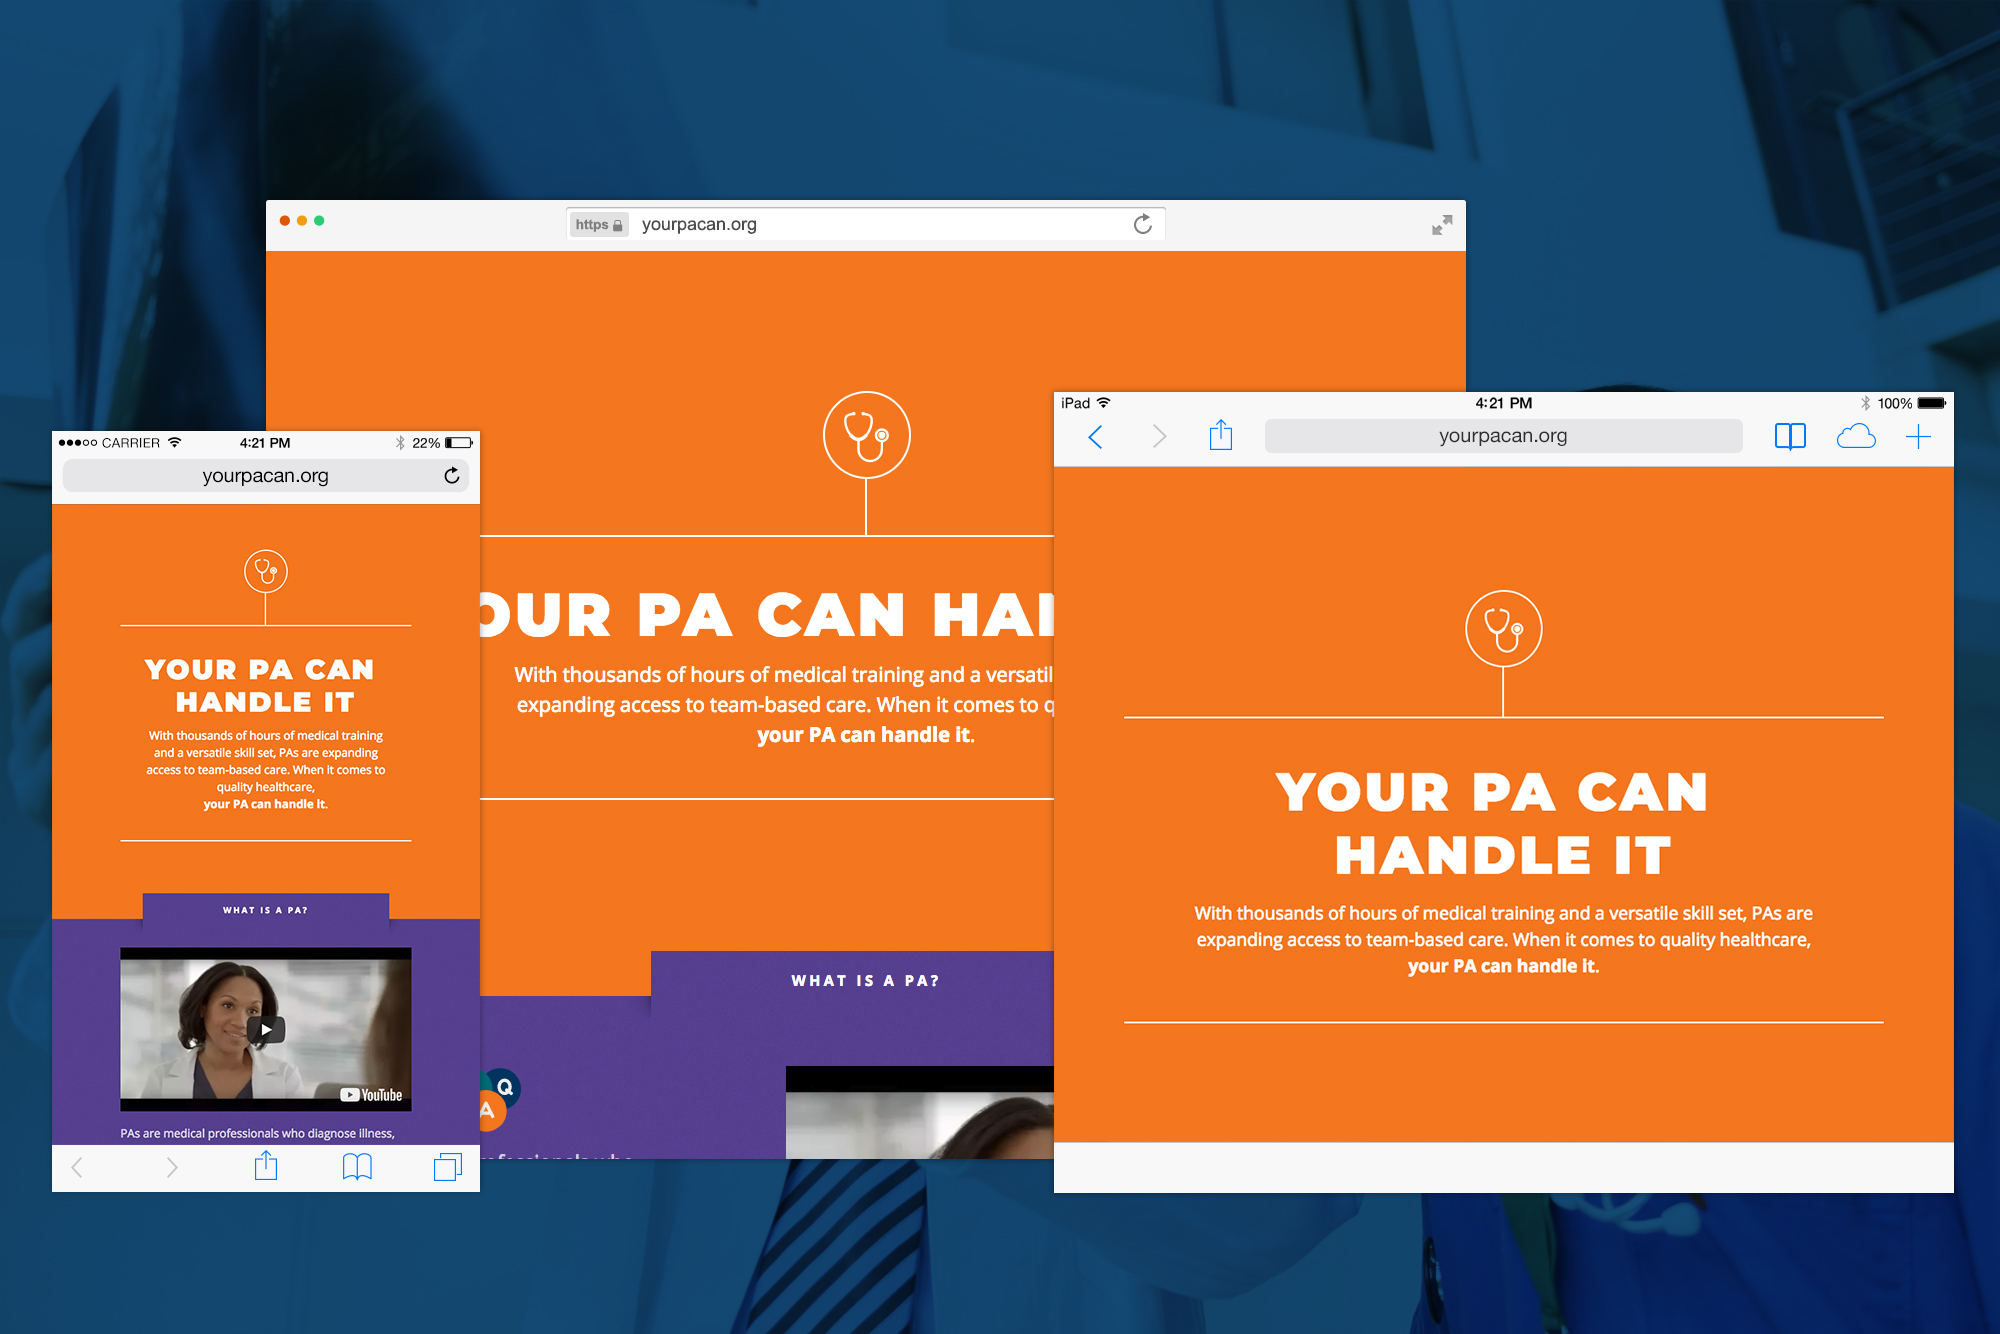 https yourpacan.org
OUR PA CAN HAN
With thousands of hours of medical training and a versatil
expanding access to team-based care. When it comes to q
your PA can handle it.
WHAT IS A PA?
Q
A
CARRIER 4:21 PM 22%
yourpacan.org
YOUR PA CAN
HANDLE IT
With thousands of hours of medical training
and a versatile skill set, PAs are expanding
access to team-based care. When it comes to
quality healthcare,
your PA can handle it.
WHAT IS A PA?
YouTube
PAs are medical professionals who diagnose illness,
iPad 4:21 PM 100%
yourpacan.org
YOUR PA CAN
HANDLE IT
With thousands of hours of medical training and a versatile skill set, PAs are
expanding access to team-based care. When it comes to quality healthcare,
your PA can handle it.